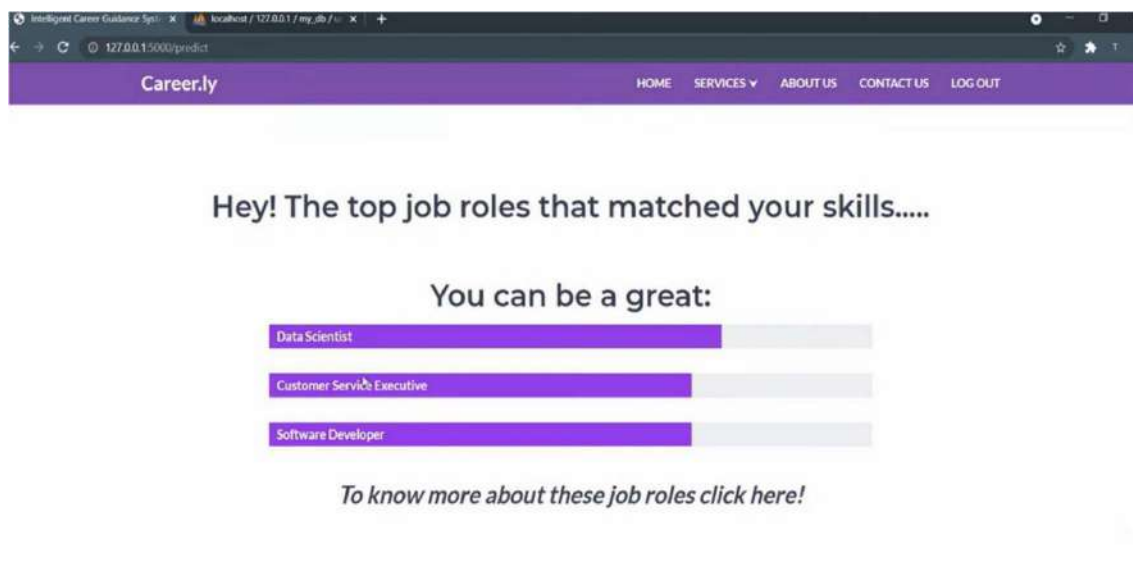 Intelligent Career Guidance Syst
localhost / 127.0.0.1 / my_db /
127.0.0.1:5000/predict
Career.ly
HOME SERVICES ABOUT US CONTACT US LOG OUT
Hey! The top job roles that matched your skills.....
You can be a great:
Data Scientist
Customer Service Executive
Software Developer
To know more about these job roles click here!